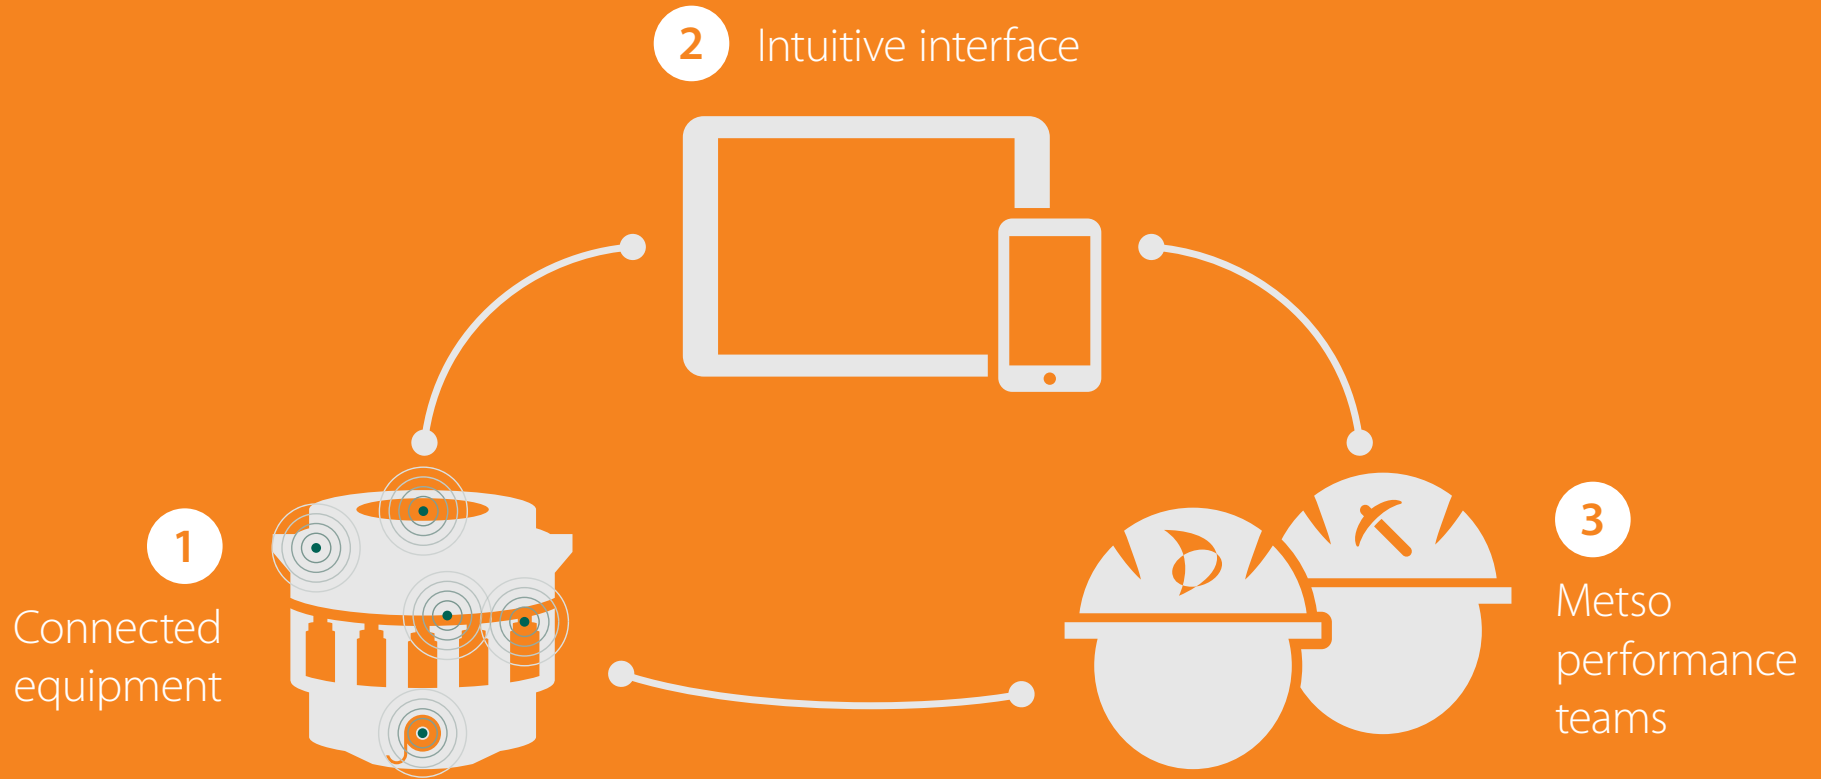 2 Intuitive interface
1
Connected
equipment
3
Metso
performance
teams